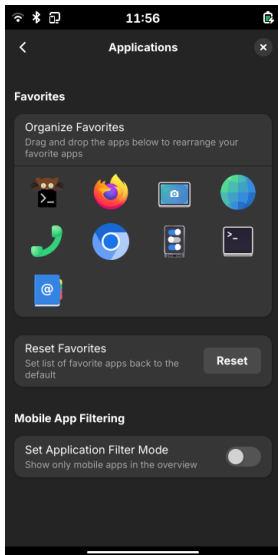 11:56
Applications
Favorites
Organize Favorites
Drag and drop the apps below to rearrange your
favorite apps
>_
>_
@
Reset Favorites
Set list of favorite apps back to the
default
Reset
Mobile App Filtering
Set Application Filter Mode
Show only mobile apps in the overview